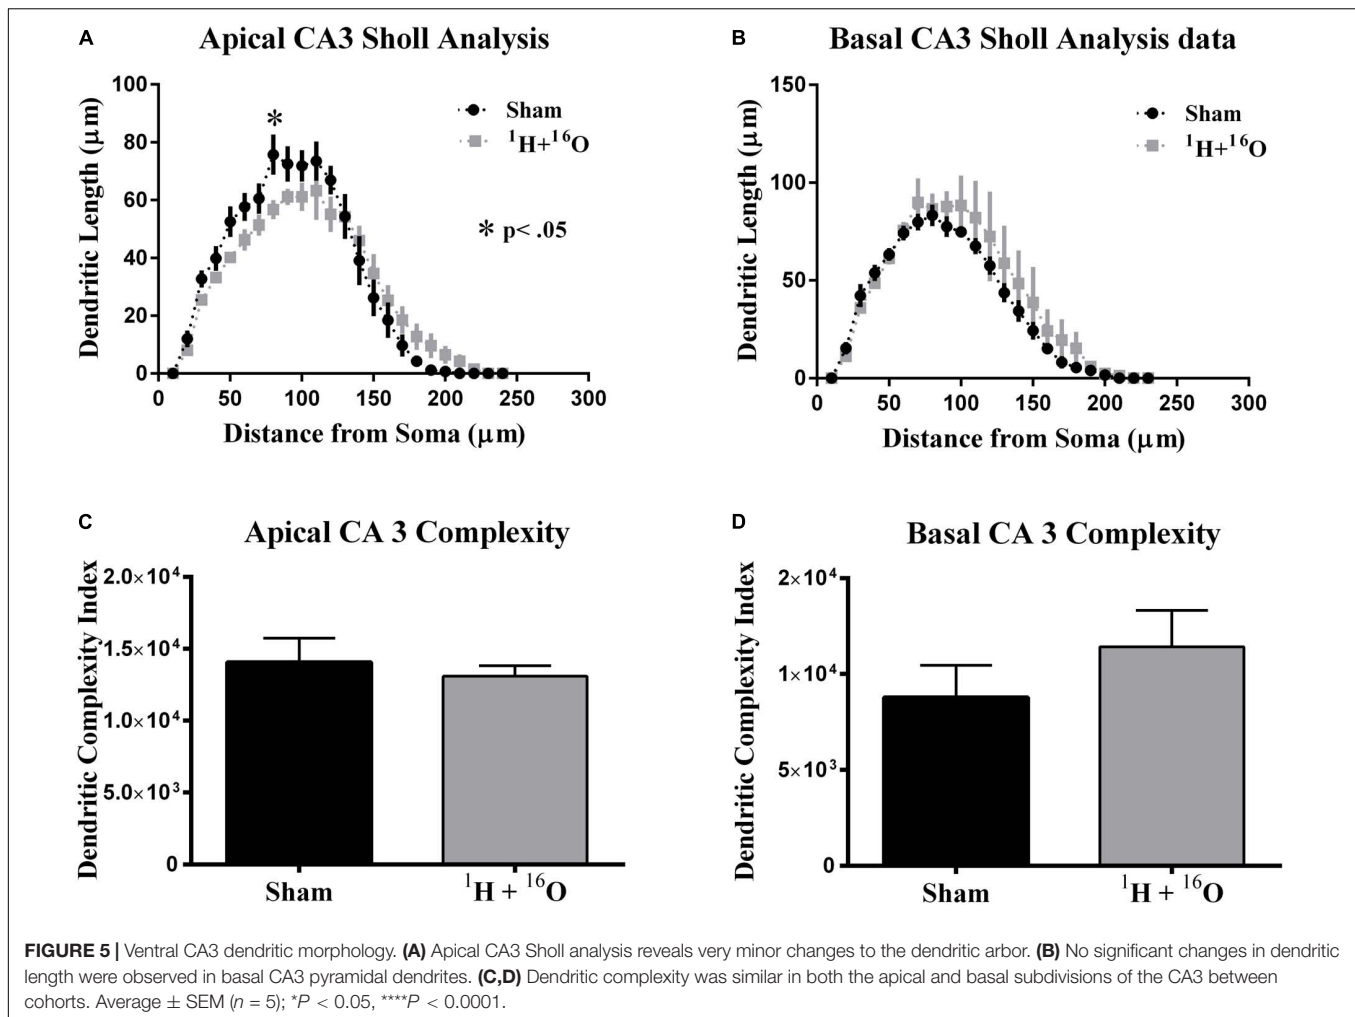 A
Apical CA3 Sholl Analysis
Dendritic Length (µm)
100
80
60
40
20
0
*
Sham
¹H+¹⁶O
* p< .05
0 50 100 150 200 250 300
Distance from Soma (µm)
B
Basal CA3 Sholl Analysis data
Dendritic Length (µm)
150
100
50
0
Sham
¹H+¹⁶O
0 50 100 150 200 250 300
Distance from Soma (µm)
C
Apical CA 3 Complexity
Dendritic Complexity Index
2.0×10⁴
1.5×10⁴
1.0×10⁴
5.0×10³
0
Sham ¹H + ¹⁶O
D
Basal CA 3 Complexity
Dendritic Complexity Index
2×10⁴
1×10⁴
5×10³
0
Sham ¹H + ¹⁶O
FIGURE 5 | Ventral CA3 dendritic morphology. (A) Apical CA3 Sholl analysis reveals very minor changes to the dendritic arbor. (B) No significant changes in dendritic
length were observed in basal CA3 pyramidal dendrites. (C,D) Dendritic complexity was similar in both the apical and basal subdivisions of the CA3 between
cohorts. Average ± SEM (n = 5); *P < 0.05, ****P < 0.0001.